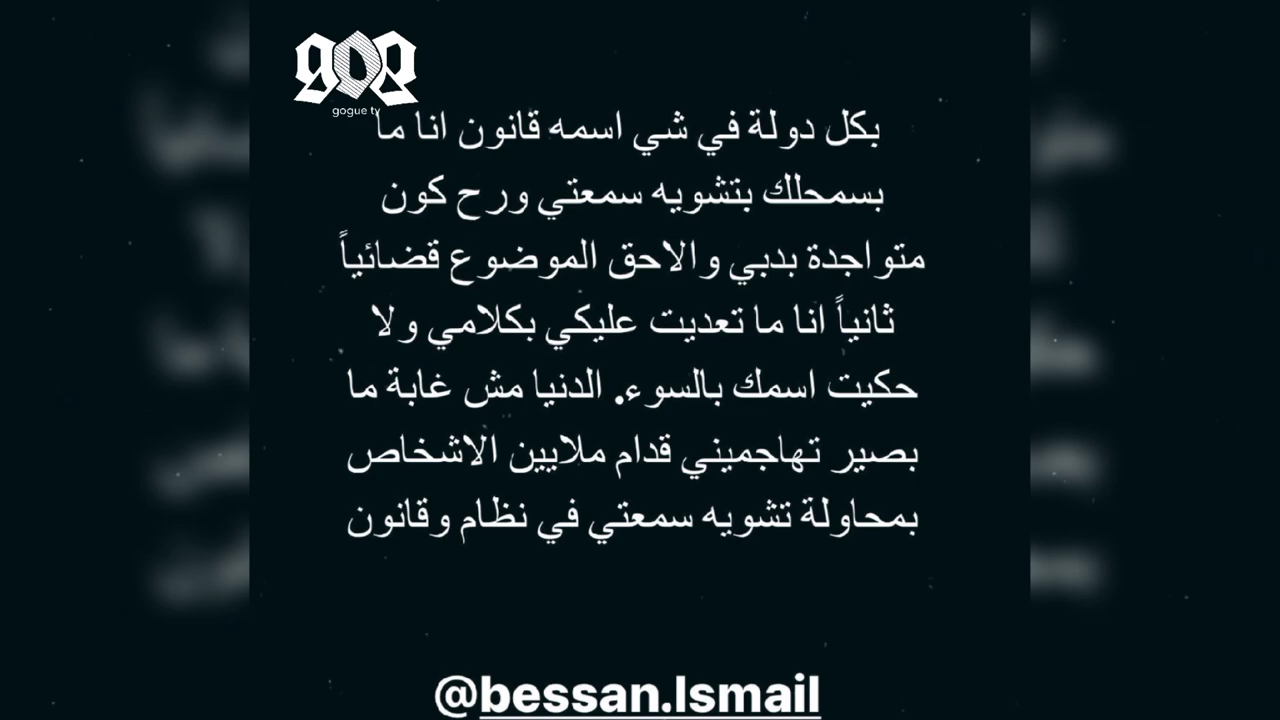 gog
gogue tv
بكل دولة في شي اسمه قانون انا ما
بسمحلك بتشويه سمعتي ورح كون
متواجدة بدبي والاحق الموضوع قضائياً
ثانياً انا ما تعديت عليكي بكلامي ولا
حكيت اسمك بالسوء. الدنيا مش غابة ما
بصير تهاجميني قدام ملايين الاشخاص
بمحاولة تشويه سمعتي في نظام وقانون
@bessan.Ismail